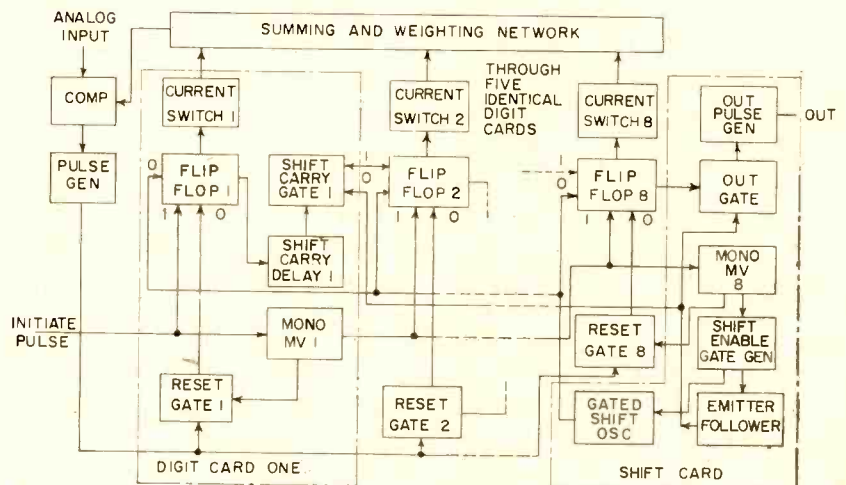 ANALOG
INPUT
SUMMING AND WEIGHTING NETWORK
COMP
PULSE
GEN
CURRENT
SWITCH 1
CURRENT
SWITCH 2
THROUGH
FIVE
IDENTICAL
DIGIT
CARDS
CURRENT
SWITCH 8
OUT
PULSE
GEN
OUT
0
FLIP
FLOP 1
1 0
SHIFT
CARRY
GATE 1
1
0
FLIP
FLOP 2
1 0
1
0
FLIP
FLOP 8
1 0
OUT
GATE
SHIFT
CARRY
DELAY 1
MONO
MV
8
INITIATE
PULSE
MONO
MV 1
RESET
GATE 8
SHIFT
ENABLE
GATE GEN
RESET
GATE 1
RESET
GATE 2
GATED
SHIFT
OSC
EMITTER
FOLLOWER
DIGIT CARD ONE
SHIFT CARD